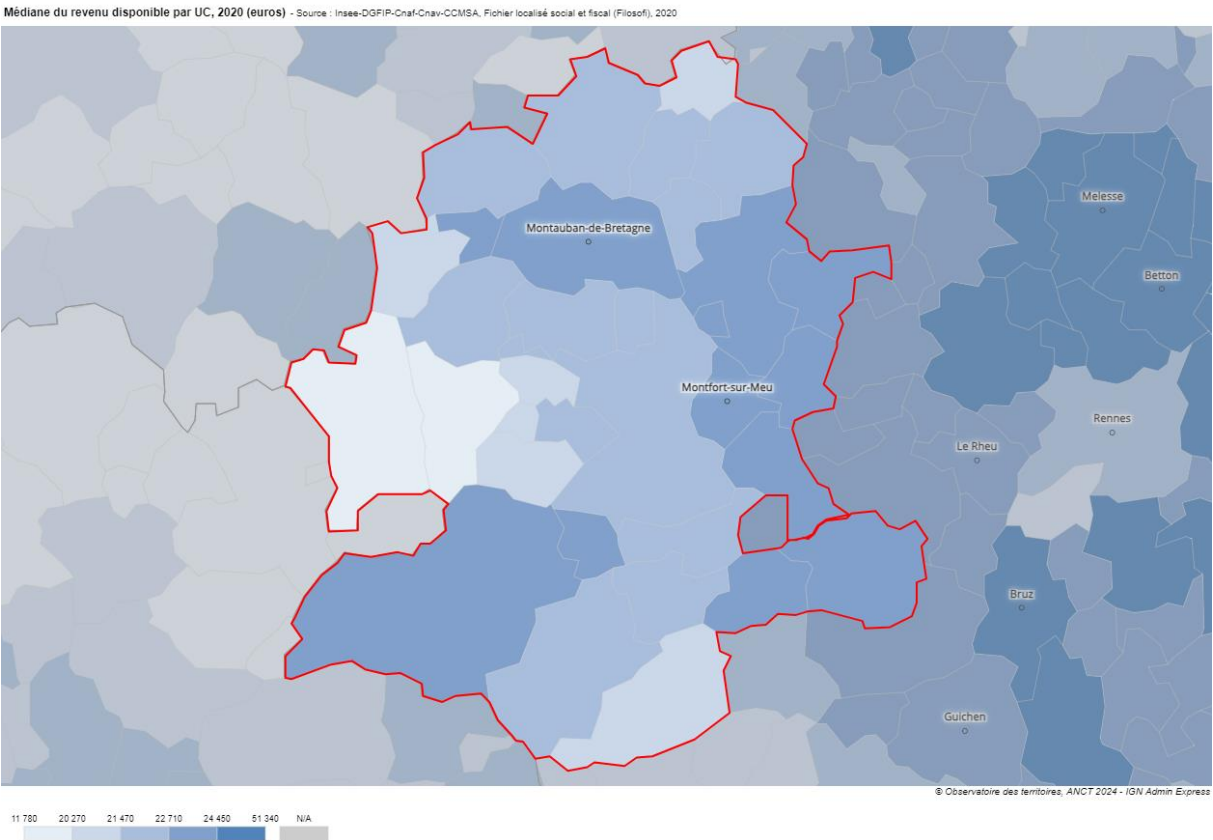 Médiane du revenu disponible par UC, 2020 (euros) - Source : Insee-DGFIP-Cnaf-Cnav-CCMSA, Fichier localisé social et fiscal (Filosofi), 2020
Melesse
Montauban-de-Bretagne
Betton
Montfort-sur-Meu
Rennes
Le Rheu
Bruz
Guichen
© Observatoire des territoires, ANCT 2024 - IGN Admin Express
11 780 20 270 21 470 22 710 24 450 51 340 N/A